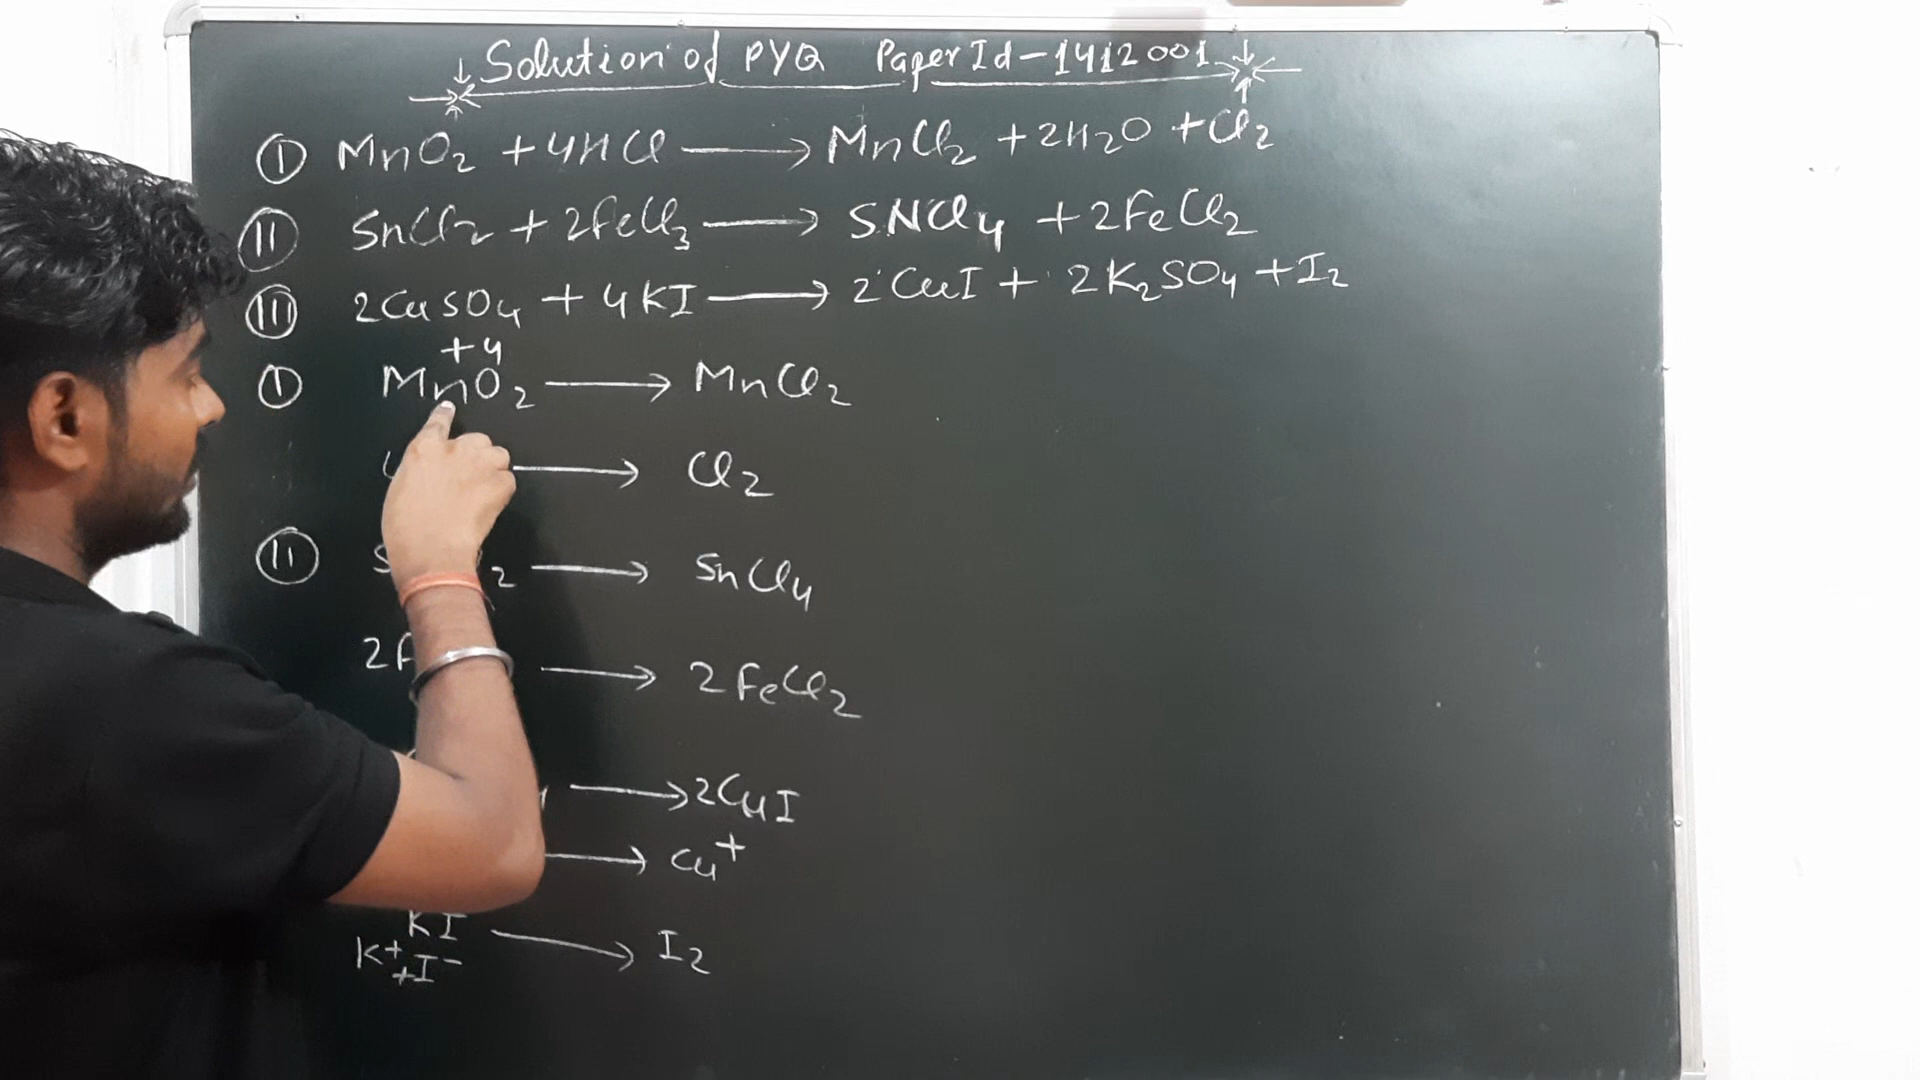 Solution of PYQ Paper Id-1412001
(I) MnO2 + 4HCl → MnCl2 + 2H2O + Cl2
(II) SnCl2 + 2FeCl3 → SNCl4 + 2FeCl2
(III) 2CuSO4 + 4KI → 2CuI + 2K2SO4 + I2
+4
(I) MnO2 → MnCl2
→ Cl2
(II) → SnCl4
→ 2FeCl2
→ 2CuI
→ Cu+
KI → I2
K+ + I-